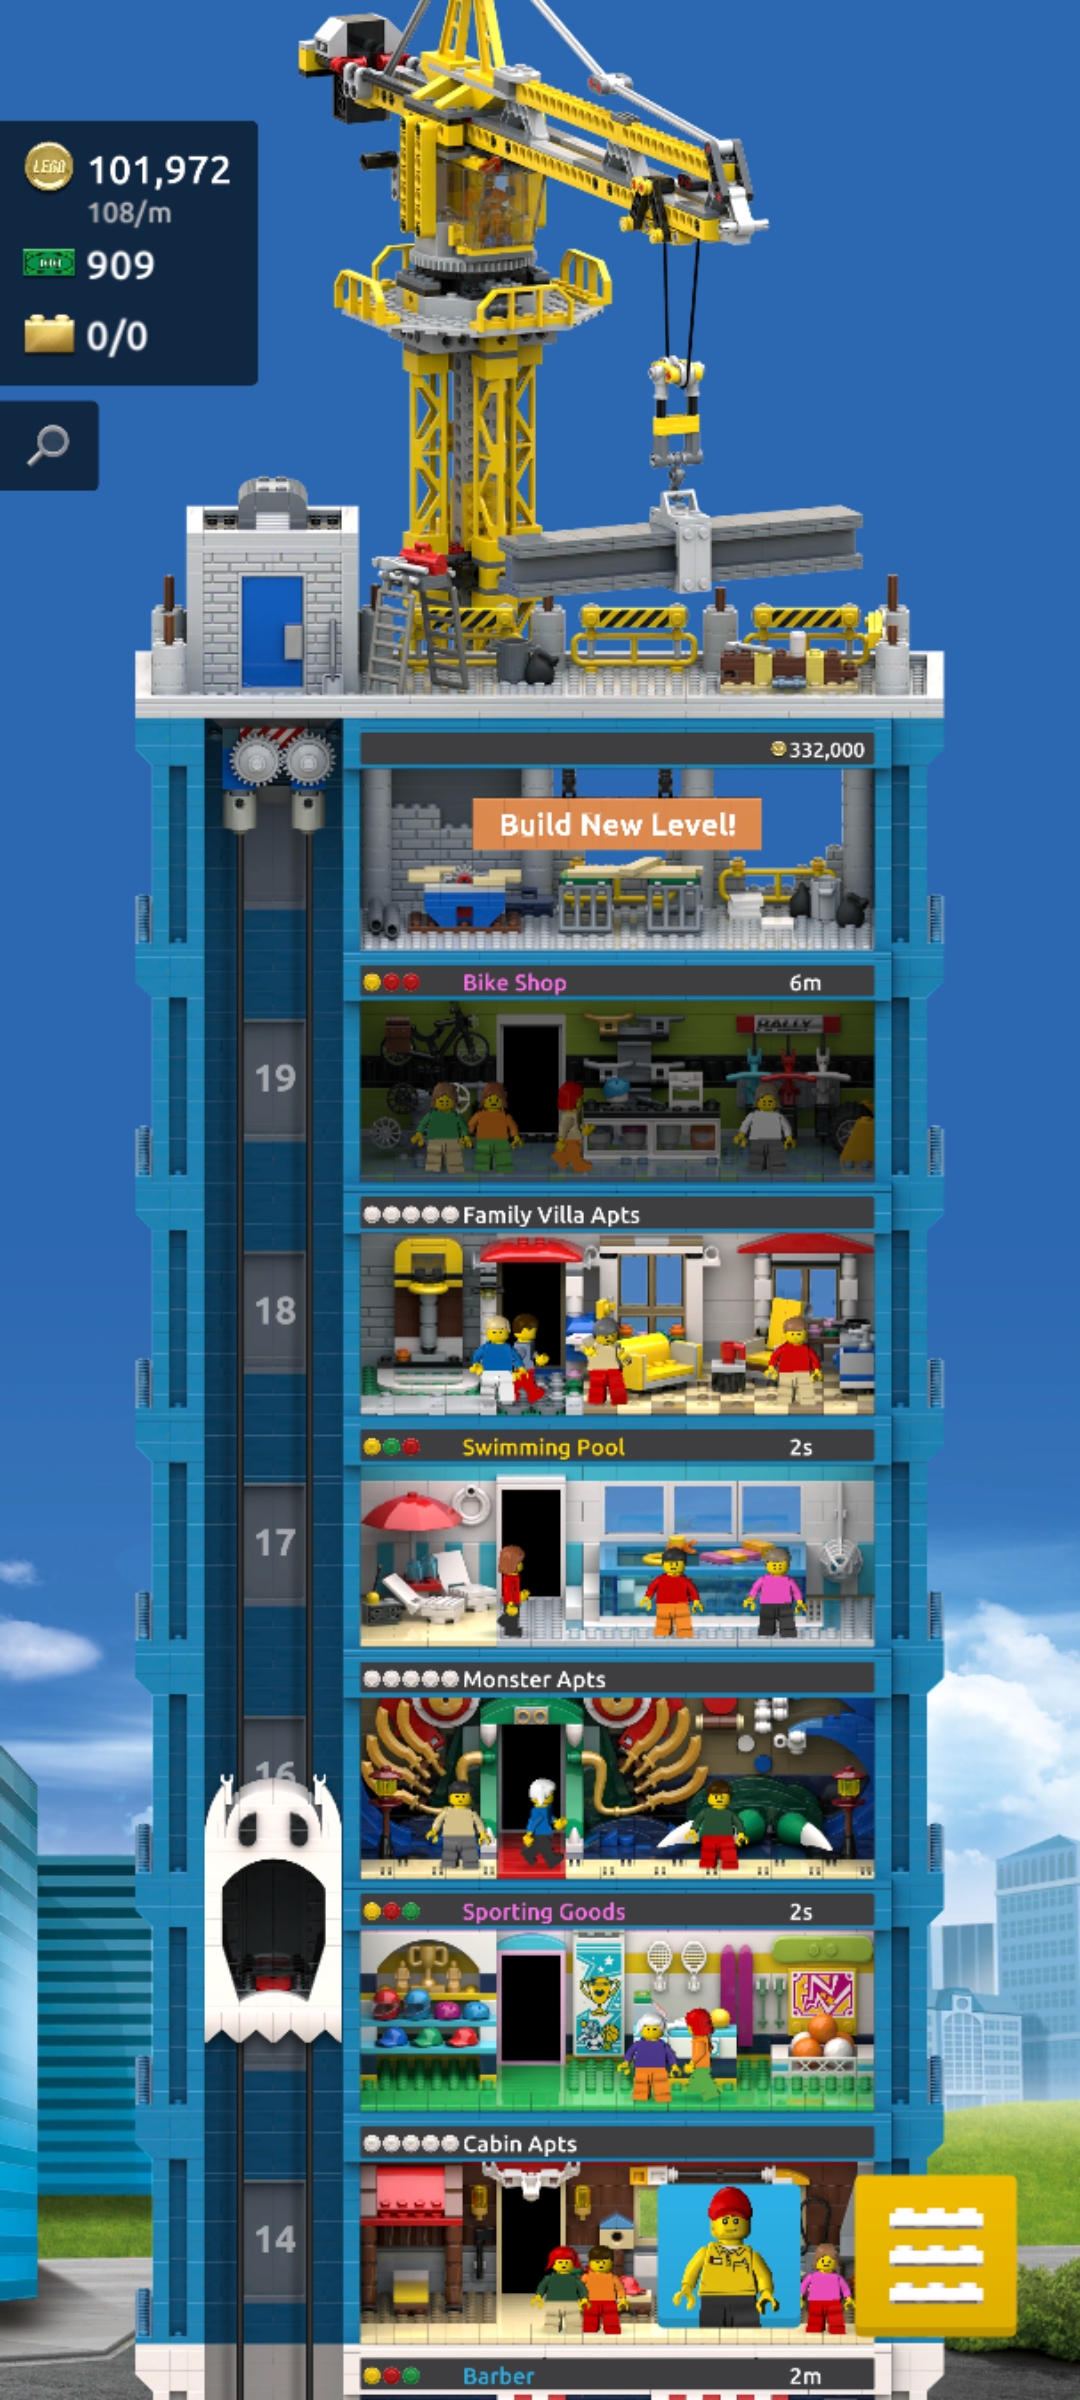 LEGO 101,972
108/m
909
0/0
332,000
Build New Level!
Bike Shop 6m
RALLY
19
Family Villa Apts
18
Swimming Pool 2s
17
Monster Apts
16
Sporting Goods 2s
Cabin Apts
14
Barber 2m